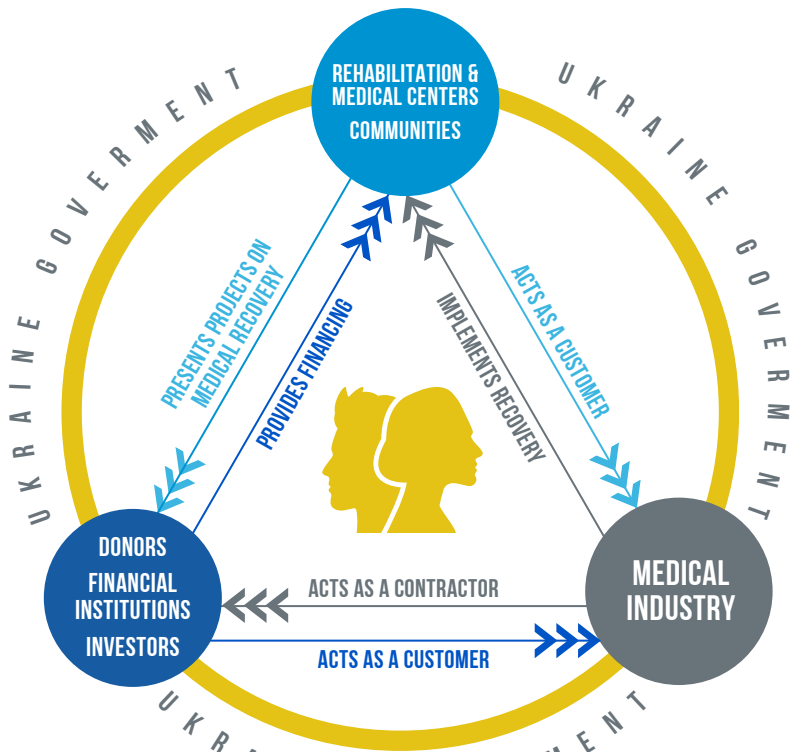 UKRAINE GOVERMENT
UKRAINE GOVERMENT
REHABILITATION &
MEDICAL CENTERS
COMMUNITIES
PRESENTS PROJECTS ON
MEDICAL RECOVERY
PROVIDES FINANCING
IMPLEMENTS RECOVERY
ACTS AS A CUSTOMER
DONORS
FINANCIAL
INSTITUTIONS
INVESTORS
ACTS AS A CONTRACTOR
ACTS AS A CUSTOMER
MEDICAL
INDUSTRY